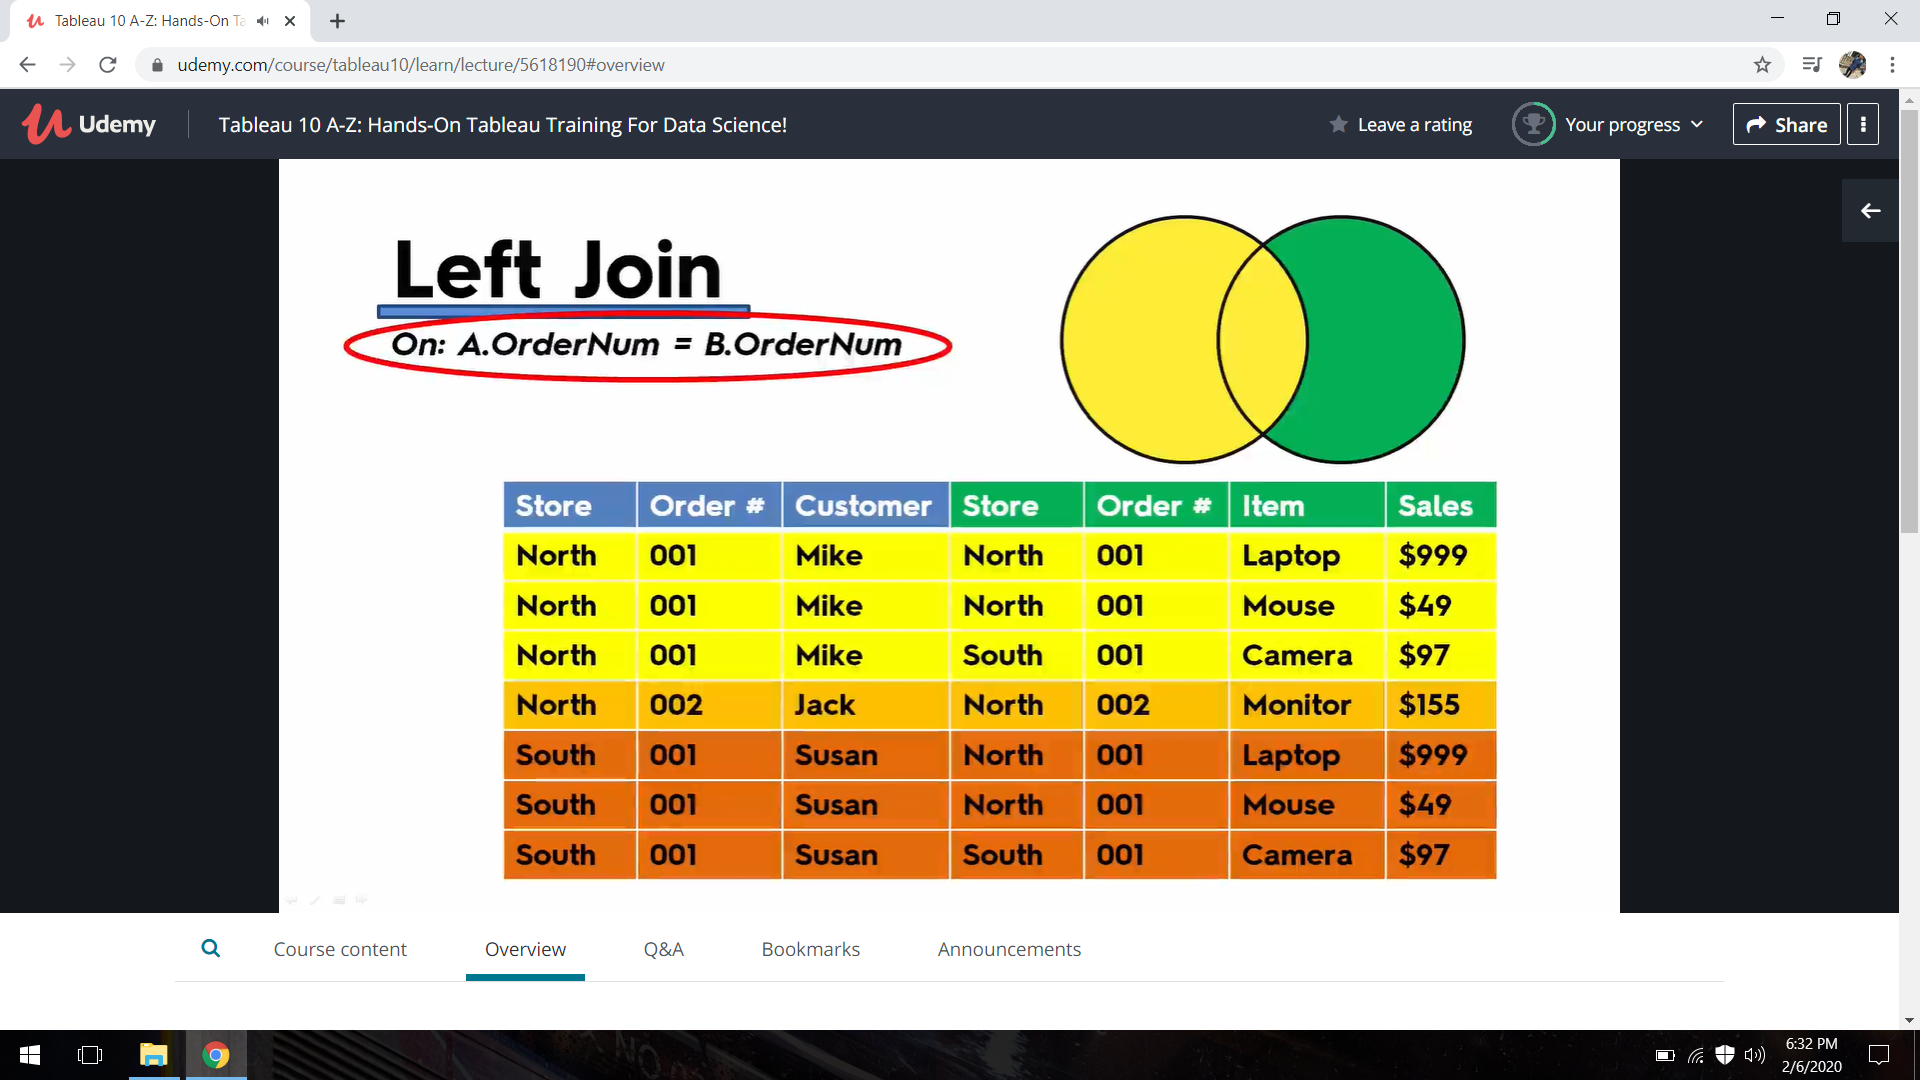 Tableau 10 A-Z: Hands-On Ta
udemy.com/course/tableau10/learn/lecture/5618190#overview
Udemy
Tableau 10 A-Z: Hands-On Tableau Training For Data Science!
Leave a rating
Your progress
Share
Left Join
On: A.OrderNum = B.OrderNum
Store Order # Customer Store Order # Item Sales
North 001 Mike North 001 Laptop $999
North 001 Mike North 001 Mouse $49
North 001 Mike South 001 Camera $97
North 002 Jack North 002 Monitor $155
South 001 Susan North 001 Laptop $999
South 001 Susan North 001 Mouse $49
South 001 Susan South 001 Camera $97
Course content Overview Q&A Bookmarks Announcements
6:32 PM
2/6/2020